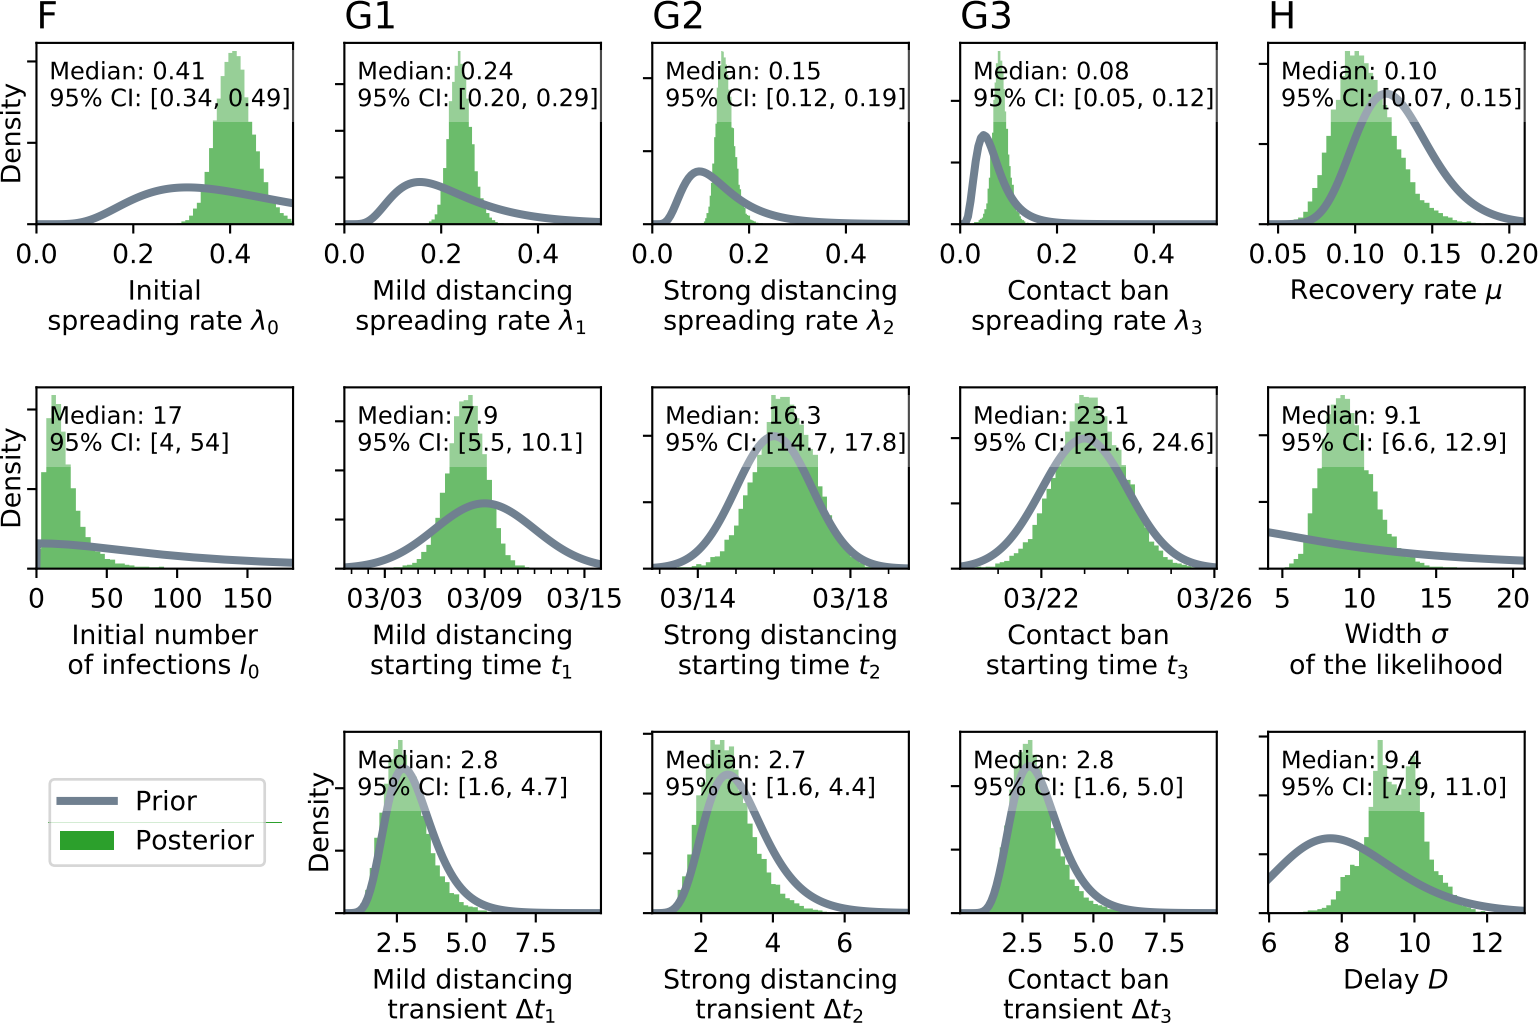 F
G1
G2
G3
H
Density
Median: 0.41
95% CI: [0.34, 0.49]
0.0 0.2 0.4
Initial
spreading rate λ0
Median: 0.24
95% CI: [0.20, 0.29]
0.0 0.2 0.4
Mild distancing
spreading rate λ1
Median: 0.15
95% CI: [0.12, 0.19]
0.0 0.2 0.4
Strong distancing
spreading rate λ2
Median: 0.08
95% CI: [0.05, 0.12]
0.0 0.2 0.4
Contact ban
spreading rate λ3
Median: 0.10
95% CI: [0.07, 0.15]
0.05 0.10 0.15 0.20
Recovery rate μ
Density
Median: 17
95% CI: [4, 54]
0 50 100 150
Initial number
of infections I0
Median: 7.9
95% CI: [5.5, 10.1]
03/03 03/09 03/15
Mild distancing
starting time t1
Median: 16.3
95% CI: [14.7, 17.8]
03/14 03/18
Strong distancing
starting time t2
Median: 23.1
95% CI: [21.6, 24.6]
03/22 03/26
Contact ban
starting time t3
Median: 9.1
95% CI: [6.6, 12.9]
5 10 15 20
Width σ
of the likelihood
Prior
Posterior
Density
Median: 2.8
95% CI: [1.6, 4.7]
2.5 5.0 7.5
Mild distancing
transient Δt1
Median: 2.7
95% CI: [1.6, 4.4]
2 4 6
Strong distancing
transient Δt2
Median: 2.8
95% CI: [1.6, 5.0]
2.5 5.0 7.5
Contact ban
transient Δt3
Median: 9.4
95% CI: [7.9, 11.0]
6 8 10 12
Delay D